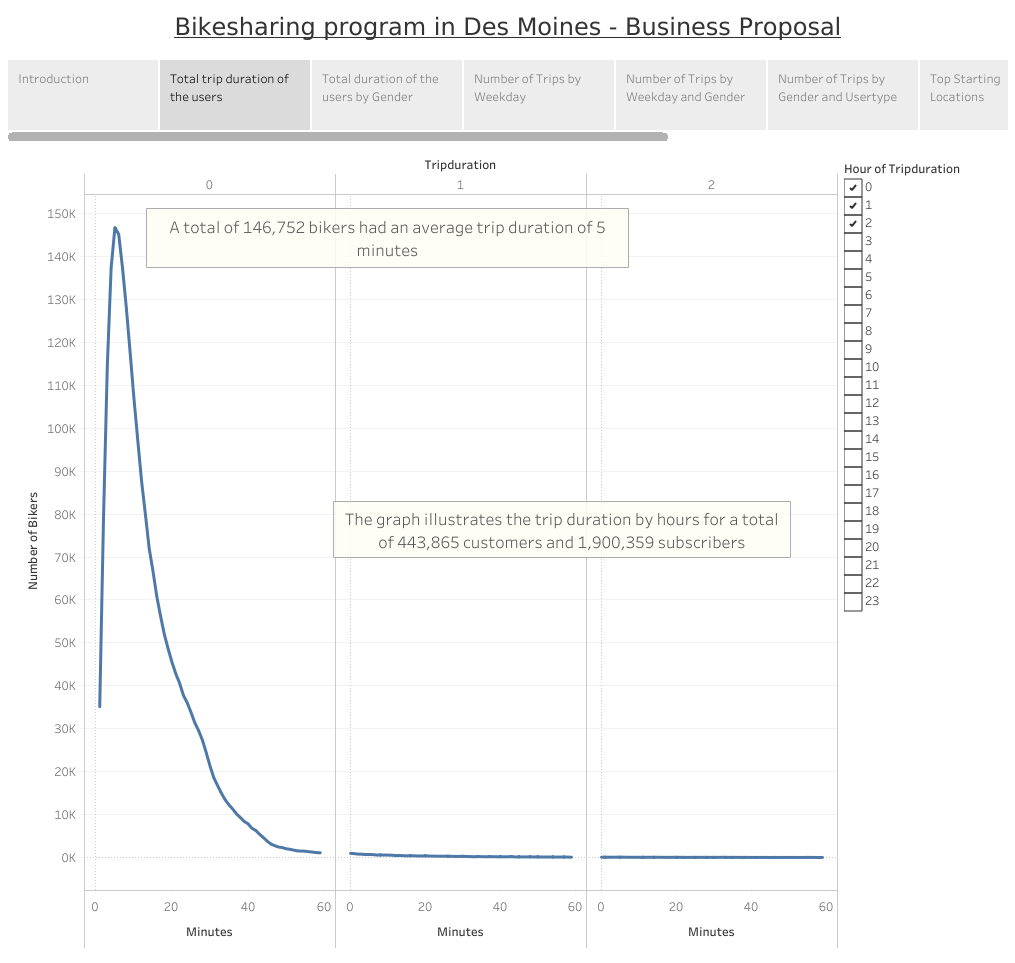 Bikesharing program in Des Moines - Business Proposal
Introduction
Total trip duration of
the users
Total duration of the
users by Gender
Number of Trips by
Weekday
Number of Trips by
Weekday and Gender
Number of Trips by
Gender and Usertype
Top Starting
Locations
Tripduration
0
1
2
Hour of Tripduration
0
1
2
3
4
5
6
7
8
9
10
11
12
13
14
15
16
17
18
19
20
21
22
23
A total of 146,752 bikers had an average trip duration of 5
minutes
The graph illustrates the trip duration by hours for a total
of 443,865 customers and 1,900,359 subscribers
Number of Bikers
150K
140K
130K
120K
110K
100K
90K
80K
70K
60K
50K
40K
30K
20K
10K
0K
0 20 40 60
0 20 40 60
0 20 40 60
Minutes
Minutes
Minutes